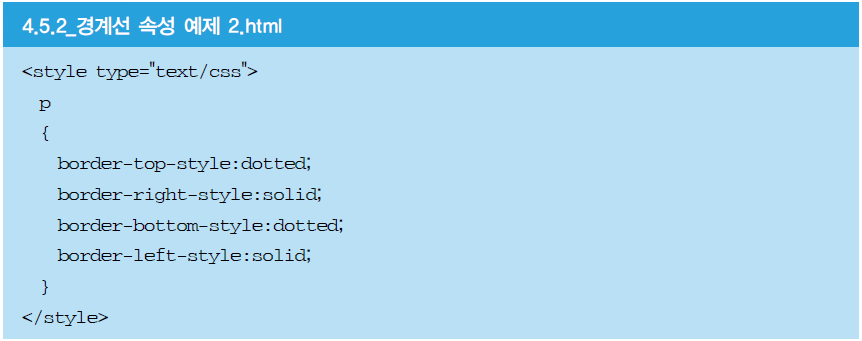 4.5.2_경계선 속성 예제 2.html
<style type="text/css">
p
{
border-top-style:dotted;
border-right-style:solid;
border-bottom-style:dotted;
border-left-style:solid;
}
</style>